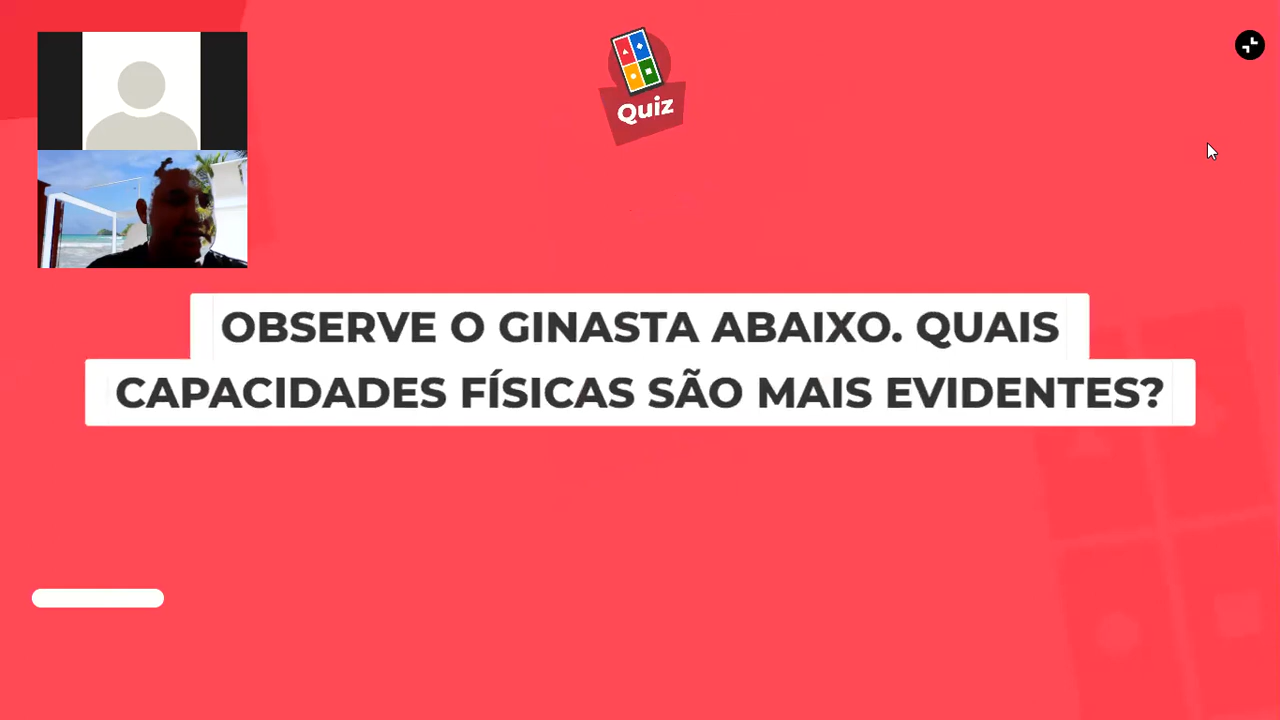 Quiz
OBSERVE O GINASTA ABAIXO. QUAIS
CAPACIDADES FÍSICAS SÃO MAIS EVIDENTES?